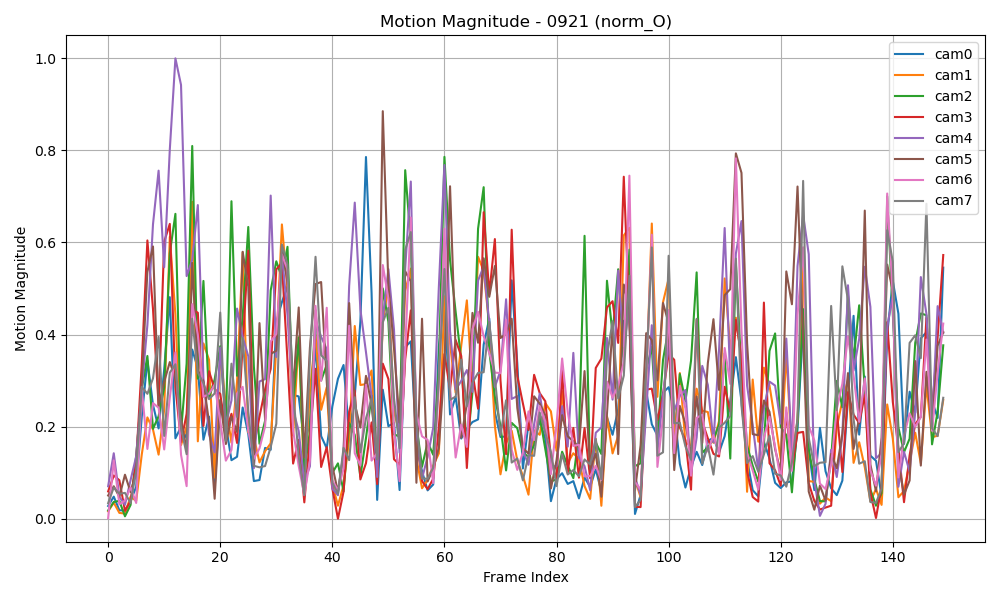 Motion Magnitude - 0921 (norm_O)
Motion Magnitude
1.0
0.8
0.6
0.4
0.2
0.0
0
20
40
60
80
100
120
140
Frame Index
cam0
cam1
cam2
cam3
cam4
cam5
cam6
cam7